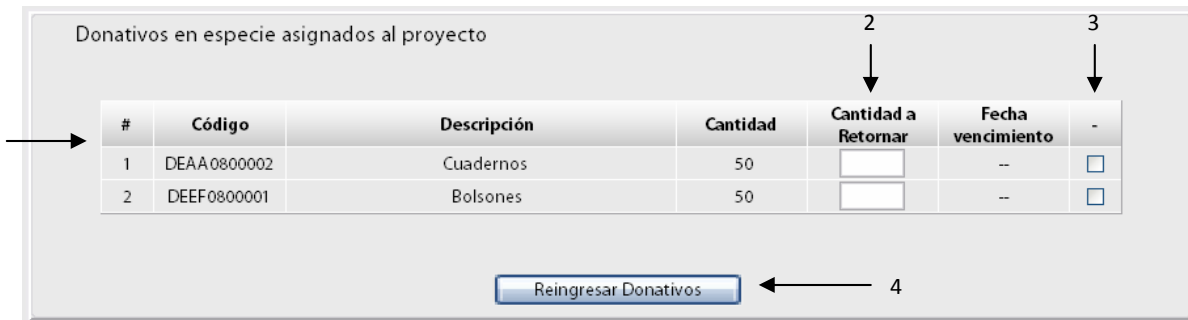 Donativos en especie asignados al proyecto
2
3
# Código Descripción Cantidad Cantidad a Retornar Fecha vencimiento -
1 DEAA0800002 Cuadernos 50 --
2 DEEF0800001 Bolsones 50 --
Reingresar Donativos
4